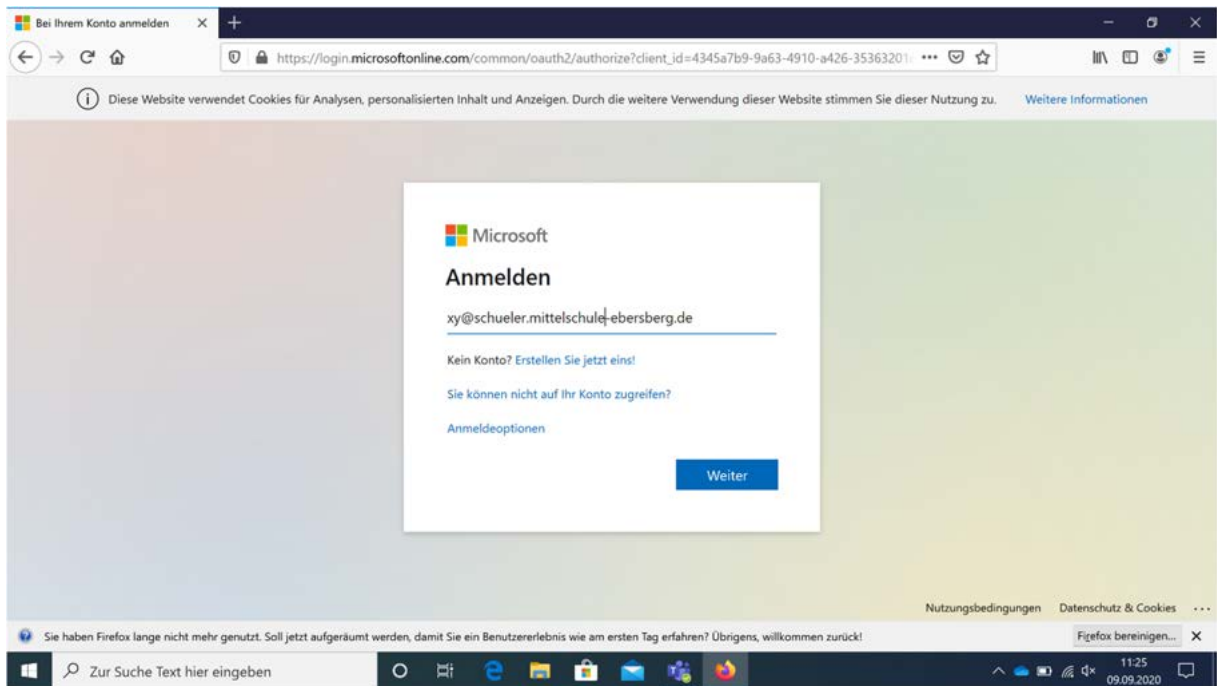 Bei Ihrem Konto anmelden
https://login.microsoftonline.com/common/oauth2/authorize?client_id=4345a7b9-9a63-4910-a426-35363201
Diese Website verwendet Cookies für Analysen, personalisierten Inhalt und Anzeigen. Durch die weitere Verwendung dieser Website stimmen Sie dieser Nutzung zu. Weitere Informationen
Microsoft
Anmelden
xy@schueler.mittelschule-ebersberg.de
Kein Konto? Erstellen Sie jetzt eins!
Sie können nicht auf Ihr Konto zugreifen?
Anmeldeoptionen
Weiter
Nutzungsbedingungen Datenschutz & Cookies ...
Sie haben Firefox lange nicht mehr genutzt. Soll jetzt aufgeräumt werden, damit Sie ein Benutzererlebnis wie am ersten Tag erfahren? Übrigens, willkommen zurück! Firefox bereinigen...
Zur Suche Text hier eingeben
11:25
09.09.2020